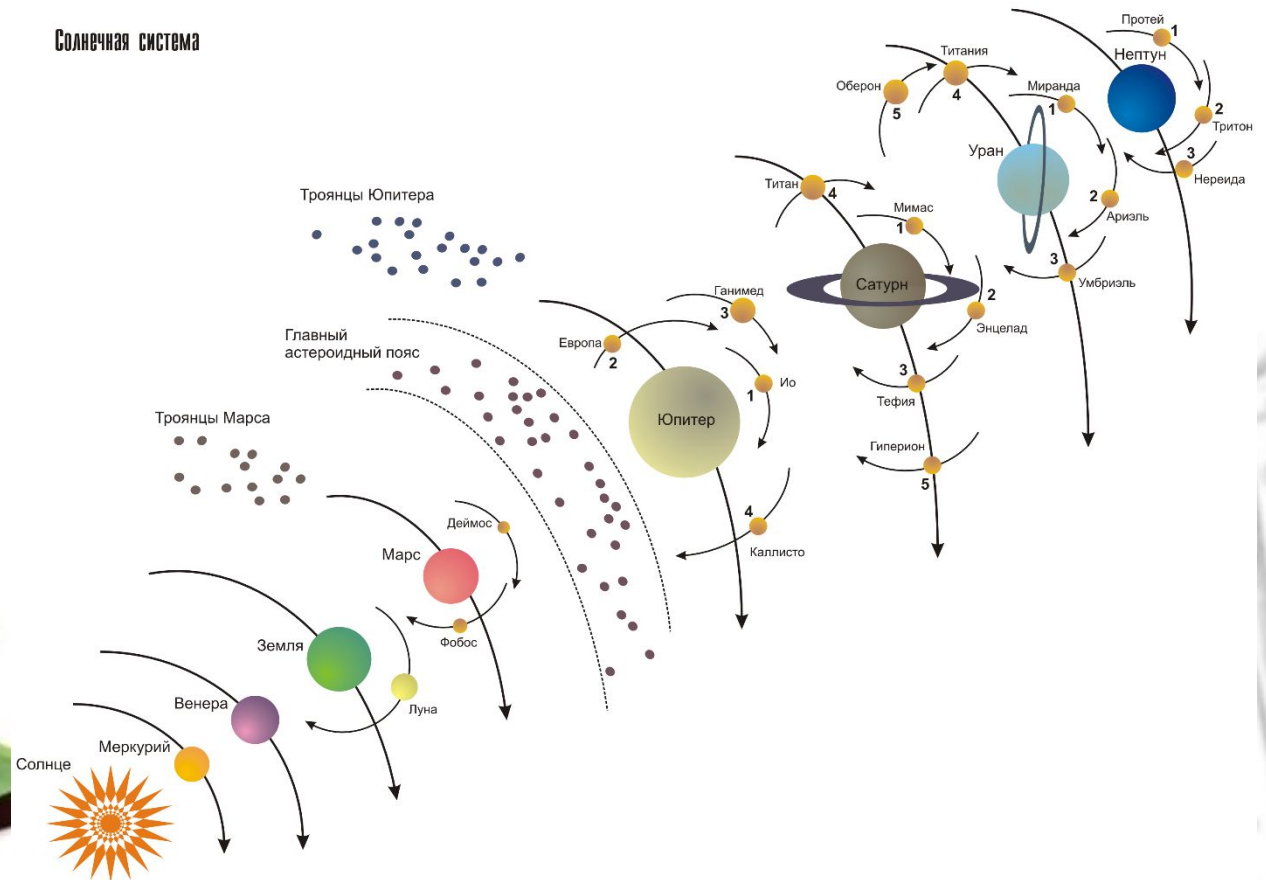 Солнечная система
Протей
1
Нептун
Титания
4
Оберон
5
Миранда
1
2
Тритон
Уран
3
Нереида
Титан
4
Мимас
1
2
Ариэль
Троянцы Юпитера
3
Умбриэль
Сатурн
Ганимед
3
2
Энцелад
Главный
астероидный пояс
Европа
2
Ио
1
3
Тефия
Юпитер
Троянцы Марса
Гиперион
5
4
Каллисто
Деймос
Марс
Фобос
Земля
Луна
Венера
Меркурий
Солнце